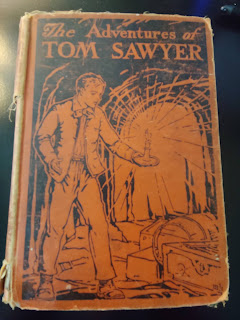 The Adventures of
TOM SAWYER